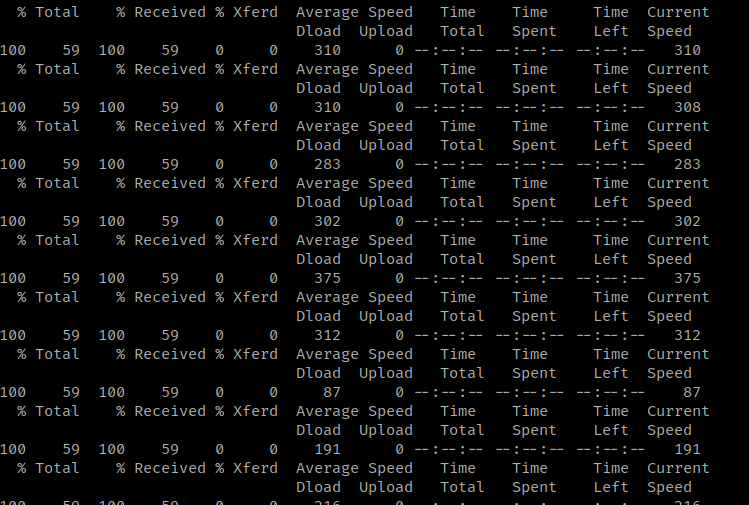 % Total % Received % Xferd Average Speed Time Time Time Current
Dload Upload Total Spent Left Speed
100 59 100 59 0 0 310 0 --:--:-- --:--:-- --:--:-- 310
% Total % Received % Xferd Average Speed Time Time Time Current
Dload Upload Total Spent Left Speed
100 59 100 59 0 0 310 0 --:--:-- --:--:-- --:--:-- 308
% Total % Received % Xferd Average Speed Time Time Time Current
Dload Upload Total Spent Left Speed
100 59 100 59 0 0 283 0 --:--:-- --:--:-- --:--:-- 283
% Total % Received % Xferd Average Speed Time Time Time Current
Dload Upload Total Spent Left Speed
100 59 100 59 0 0 302 0 --:--:-- --:--:-- --:--:-- 302
% Total % Received % Xferd Average Speed Time Time Time Current
Dload Upload Total Spent Left Speed
100 59 100 59 0 0 375 0 --:--:-- --:--:-- --:--:-- 375
% Total % Received % Xferd Average Speed Time Time Time Current
Dload Upload Total Spent Left Speed
100 59 100 59 0 0 312 0 --:--:-- --:--:-- --:--:-- 312
% Total % Received % Xferd Average Speed Time Time Time Current
Dload Upload Total Spent Left Speed
100 59 100 59 0 0 87 0 --:--:-- --:--:-- --:--:-- 87
% Total % Received % Xferd Average Speed Time Time Time Current
Dload Upload Total Spent Left Speed
100 59 100 59 0 0 191 0 --:--:-- --:--:-- --:--:-- 191
% Total % Received % Xferd Average Speed Time Time Time Current
Dload Upload Total Spent Left Speed